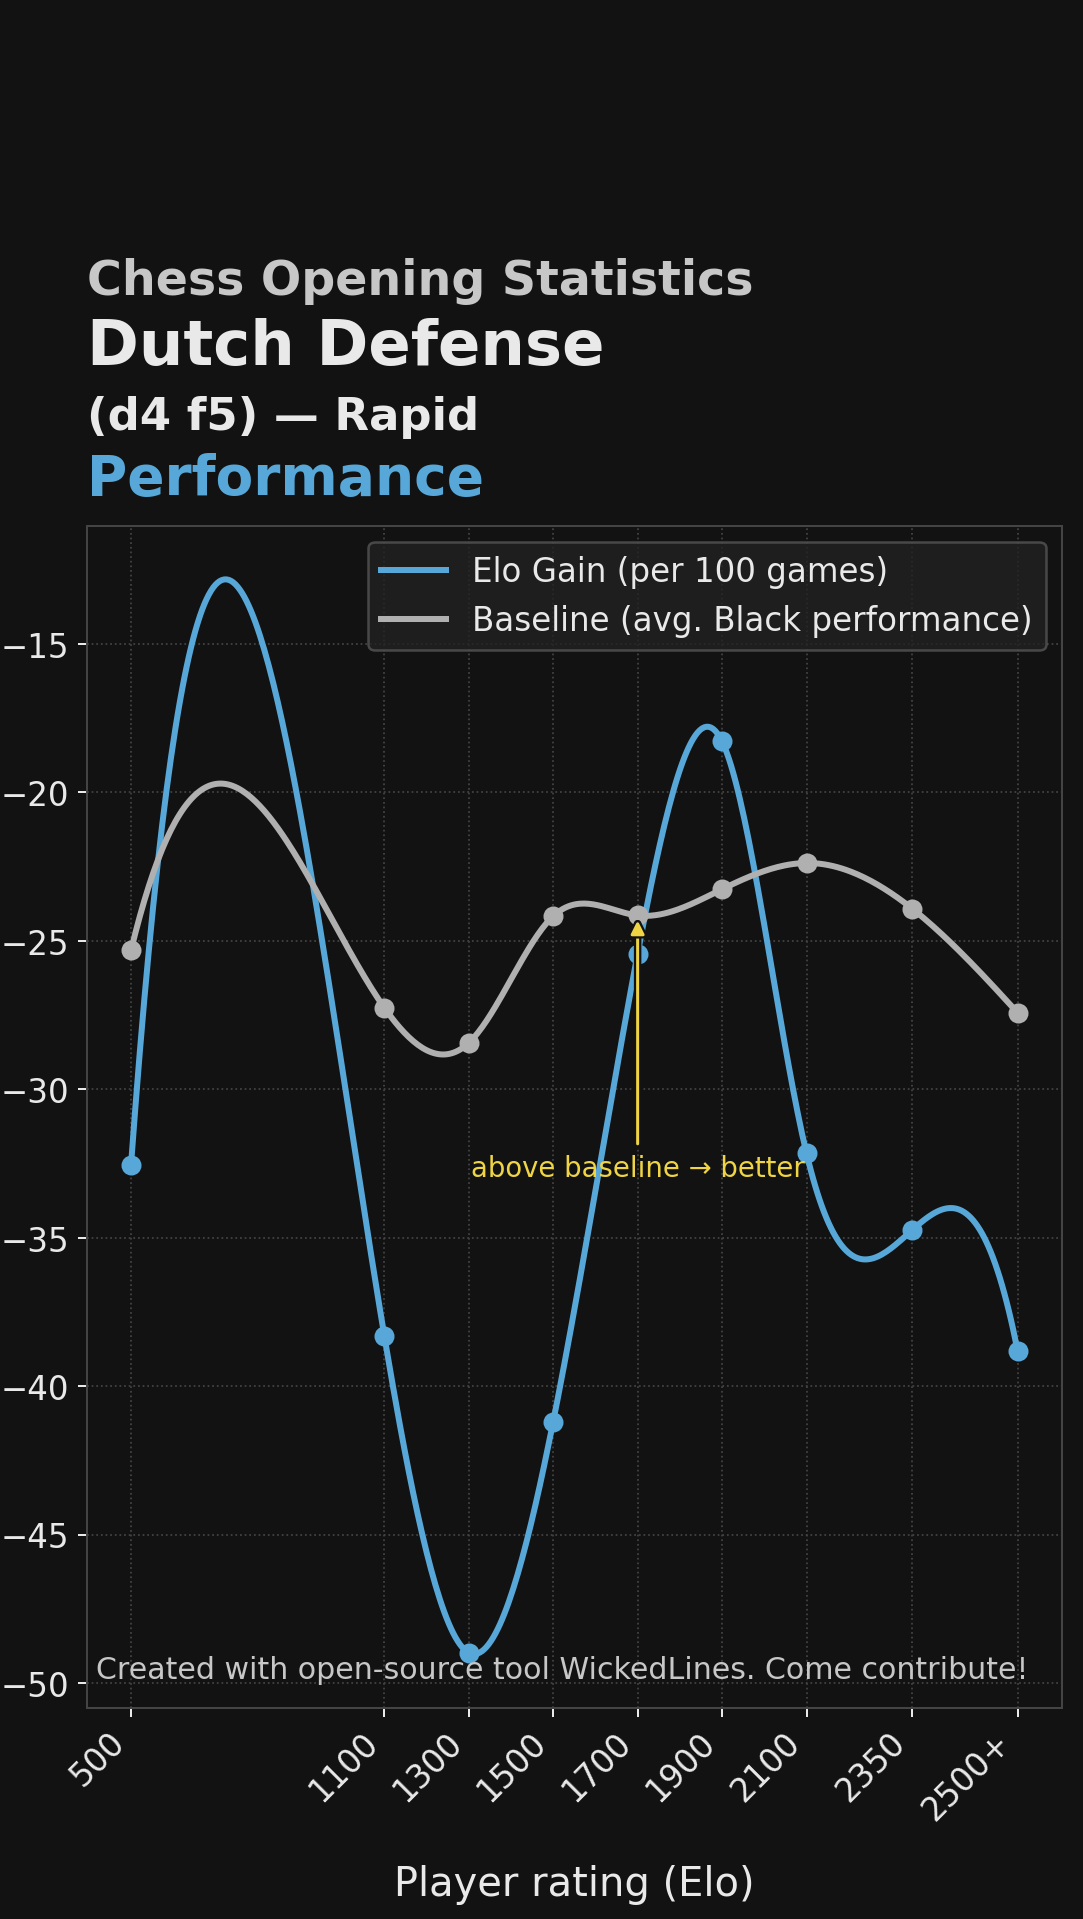 Chess Opening Statistics
Dutch Defense
(d4 f5) — Rapid
Performance
Elo Gain (per 100 games)
Baseline (avg. Black performance)
−15
−20
−25
−30
above baseline → better
−35
−40
−45
Created with open-source tool WickedLines. Come contribute!
−50
500 1100 1300 1500 1700 1900 2100 2350 2500+
Player rating (Elo)